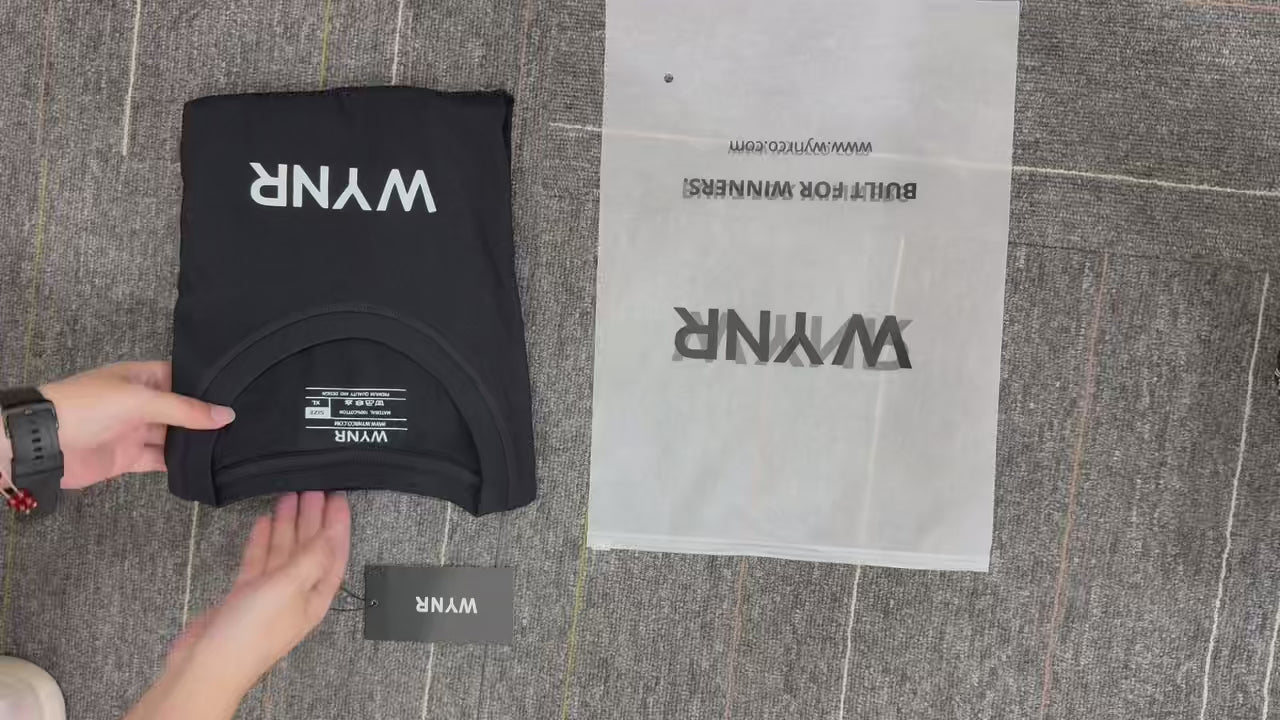 WYNR
WYNR
WWW.WYNRCO.COM
MATERIAL 100%COTTON
SIZE
XL
PREMIUM QUALITY AND DESIGN
WYNR
WYNR
BUILT FOR WINNERS!
www.wynrco.com